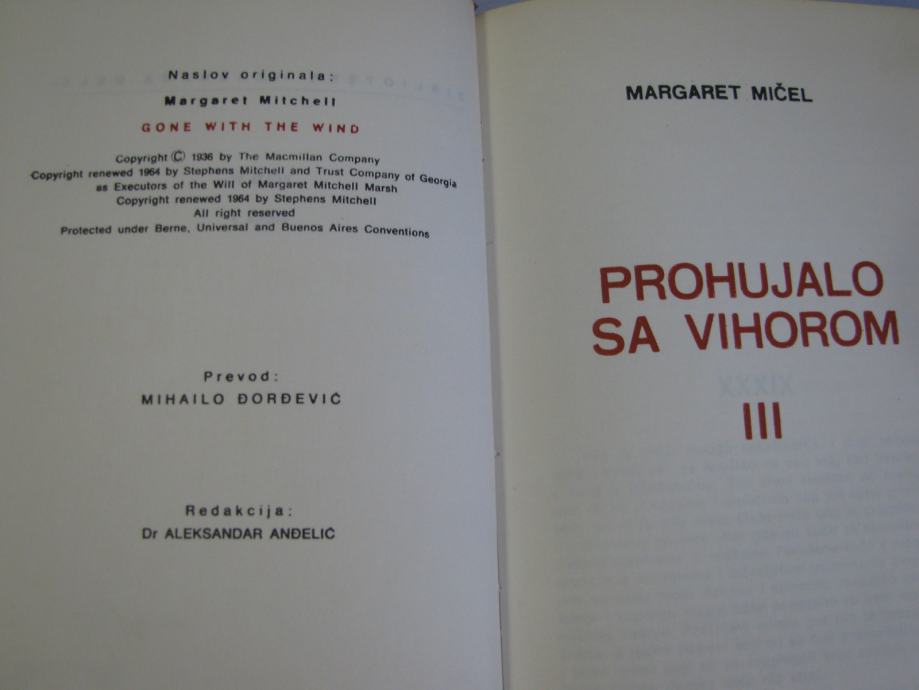 Naslov originala:
Margaret Mitchell
GONE WITH THE WIND
Copyright © 1936 by The Macmillan Company
Copyright renewed 1964 by Stephens Mitchell and Trust Company of Georgia
as Executors of the Will of Margaret Mitchell Marsh
Copyright renewed 1964 by Stephens Mitchell
All right reserved
Protected under Berne, Universal and Buenos Aires Conventions
Prevod:
MIHAILO ĐORĐEVIĆ
Redakcija:
Dr ALEKSANDAR ANĐELIĆ
MARGARET MIČEL
PROHUJALO
SA VIHOROM
III